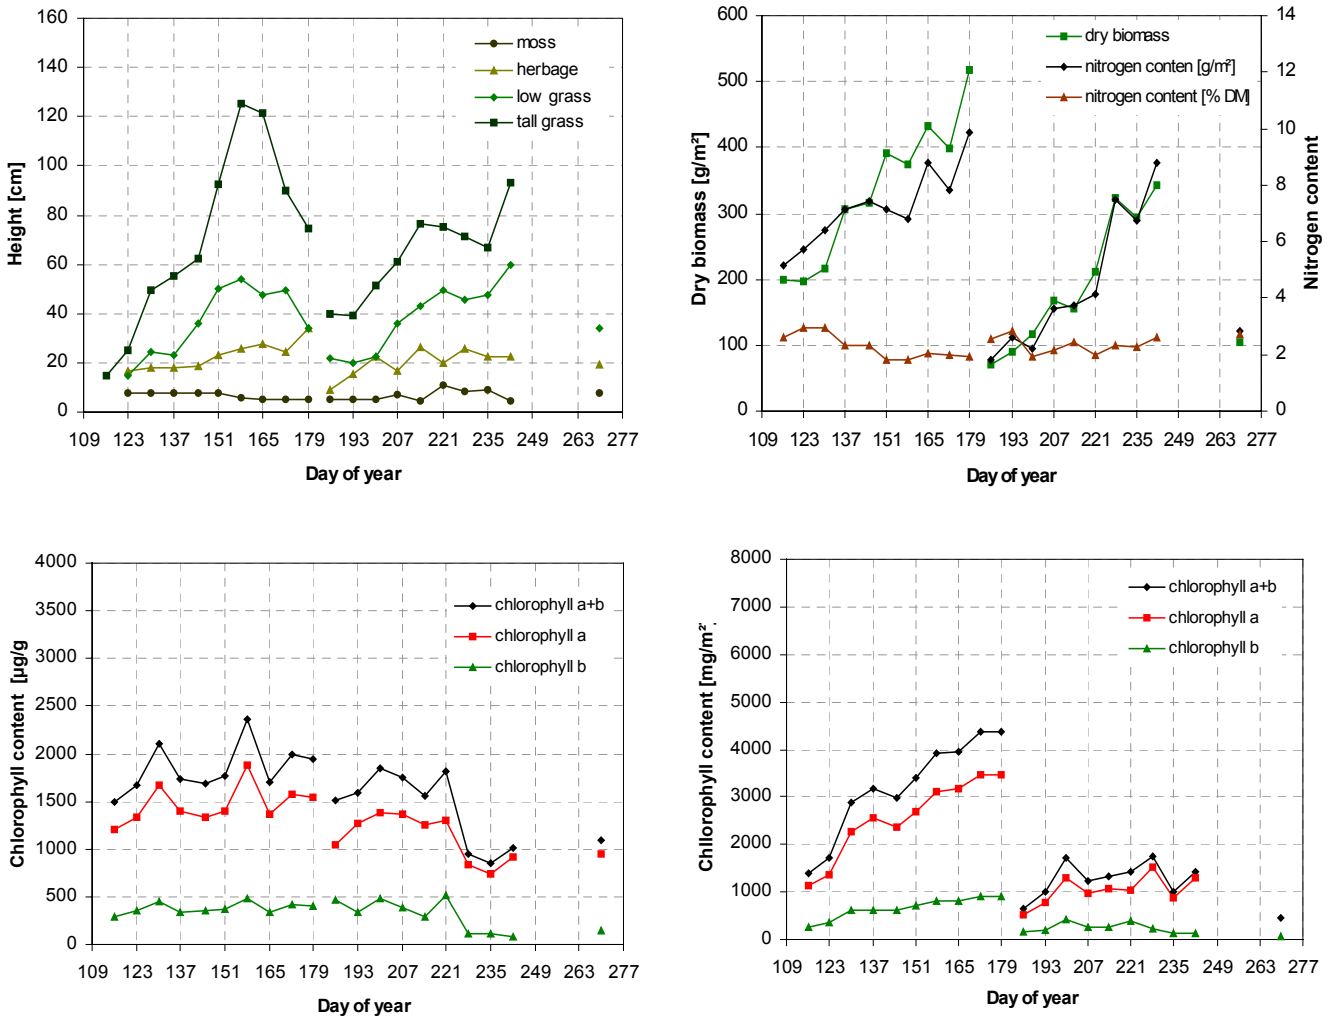 160
140
120
100
80
60
40
20
0
Height [cm]
moss
herbage
low grass
tall grass
109 123 137 151 165 179 193 207 221 235 249 263 277
Day of year
600
500
400
300
200
100
0
Dry biomass [g/m²]
dry biomass
nitrogen conten [g/m²]
nitrogen content [% DM]
14
12
10
8
6
4
2
0
Nitrogen content
109 123 137 151 165 179 193 207 221 235 249 263 277
Day of year
4000
3500
3000
2500
2000
1500
1000
500
0
Chlorophyll content [µg/g
chlorophyll a+b
chlorophyll a
chlorophyll b
109 123 137 151 165 179 193 207 221 235 249 263 277
Day of year
8000
7000
6000
5000
4000
3000
2000
1000
0
Chlorophyll content [mg/m²
chlorophyll a+b
chlorophyll a
chlorophyll b
109 123 137 151 165 179 193 207 221 235 249 263 277
Day of year